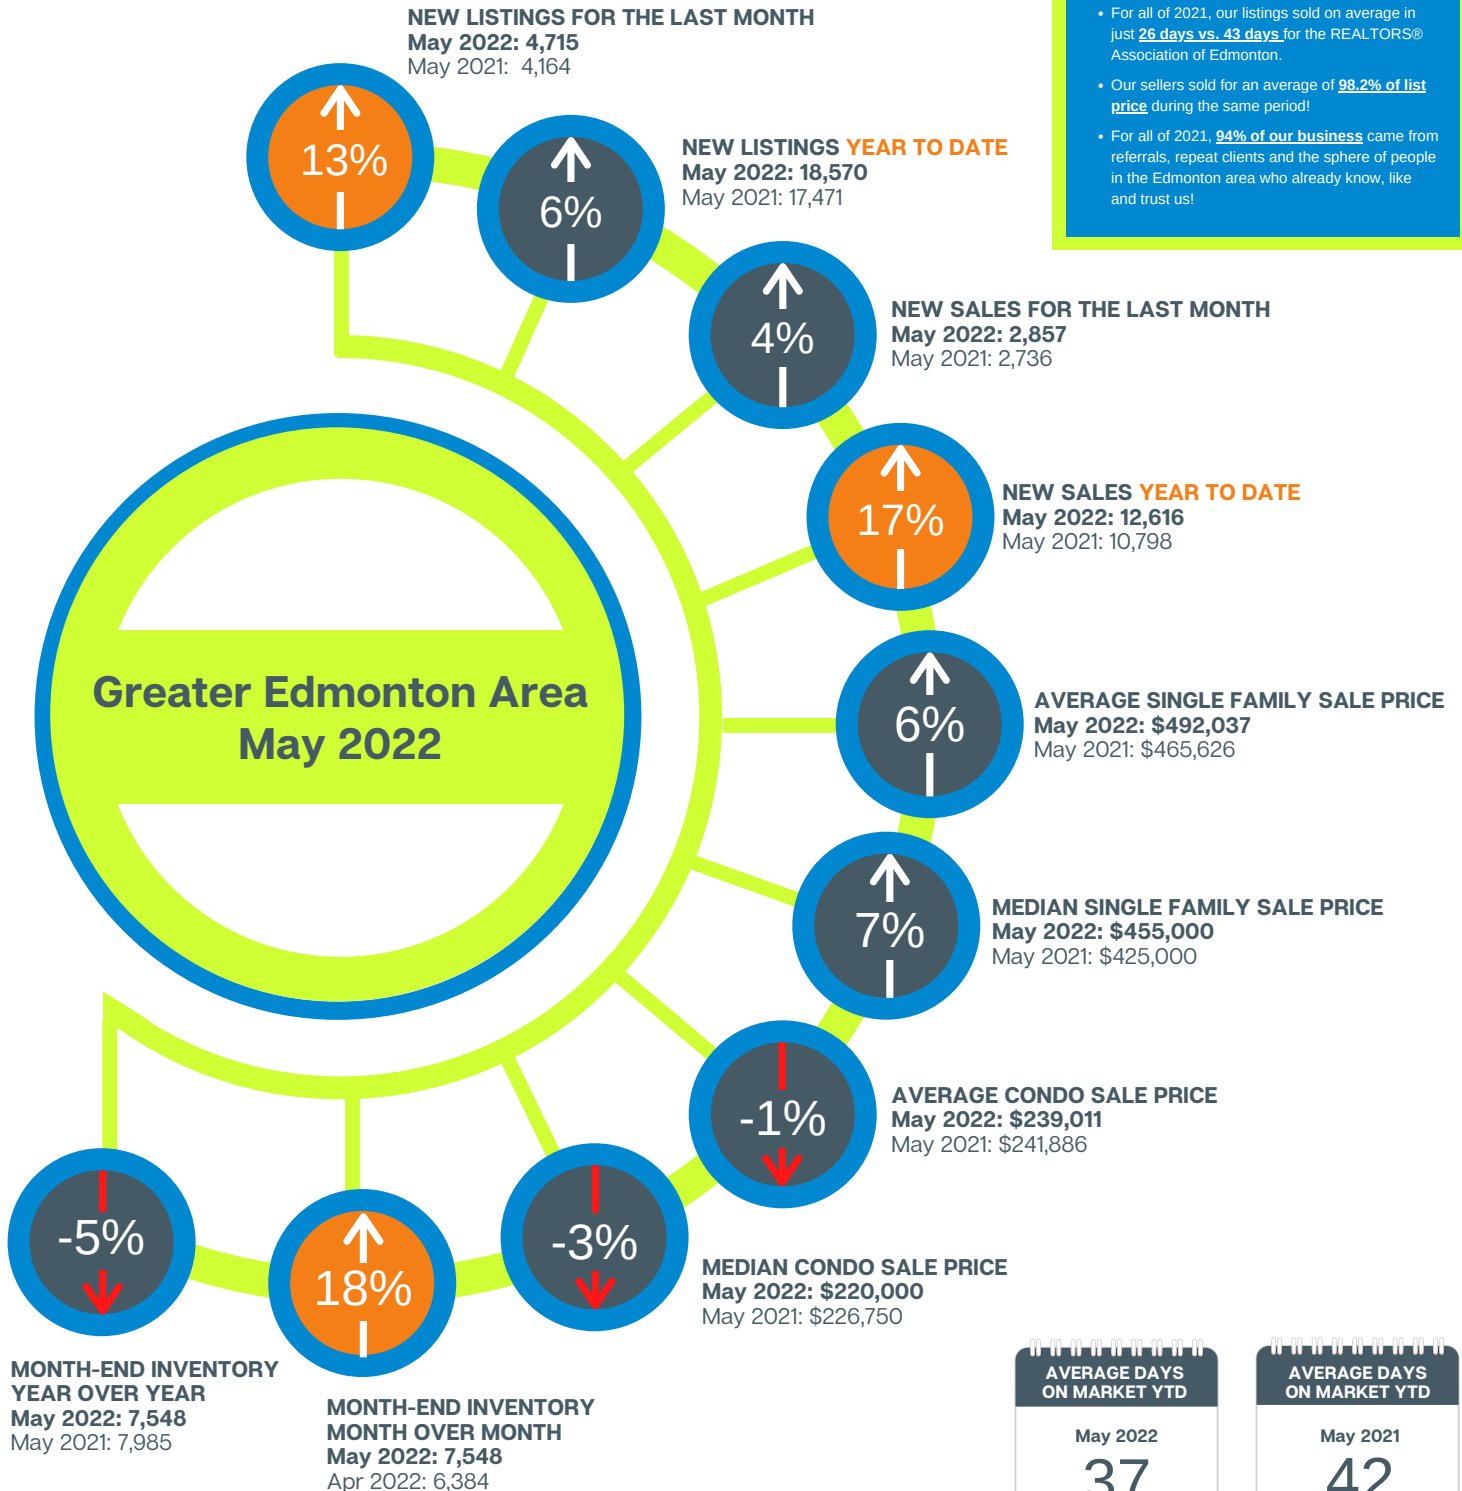 NEW LISTINGS FOR THE LAST MONTH
May 2022: 4,715
May 2021: 4,164
13%
• For all of 2021, our listings sold on average in
just 26 days vs. 43 days for the REALTORS®
Association of Edmonton.
• Our sellers sold for an average of 98.2% of list
price during the same period!
• For all of 2021, 94% of our business came from
referrals, repeat clients and the sphere of people
in the Edmonton area who already know, like
and trust us!
NEW LISTINGS YEAR TO DATE
May 2022: 18,570
May 2021: 17,471
6%
NEW SALES FOR THE LAST MONTH
May 2022: 2,857
May 2021: 2,736
4%
NEW SALES YEAR TO DATE
May 2022: 12,616
May 2021: 10,798
17%
Greater Edmonton Area
May 2022
AVERAGE SINGLE FAMILY SALE PRICE
May 2022: $492,037
May 2021: $465,626
6%
MEDIAN SINGLE FAMILY SALE PRICE
May 2022: $455,000
May 2021: $425,000
7%
AVERAGE CONDO SALE PRICE
May 2022: $239,011
May 2021: $241,886
-1%
MEDIAN CONDO SALE PRICE
May 2022: $220,000
May 2021: $226,750
-3%
18%
MONTH-END INVENTORY
MONTH OVER MONTH
May 2022: 7,548
Apr 2022: 6,384
-5%
MONTH-END INVENTORY
YEAR OVER YEAR
May 2022: 7,548
May 2021: 7,985
AVERAGE DAYS
ON MARKET YTD
May 2022
37
AVERAGE DAYS
ON MARKET YTD
May 2021
42